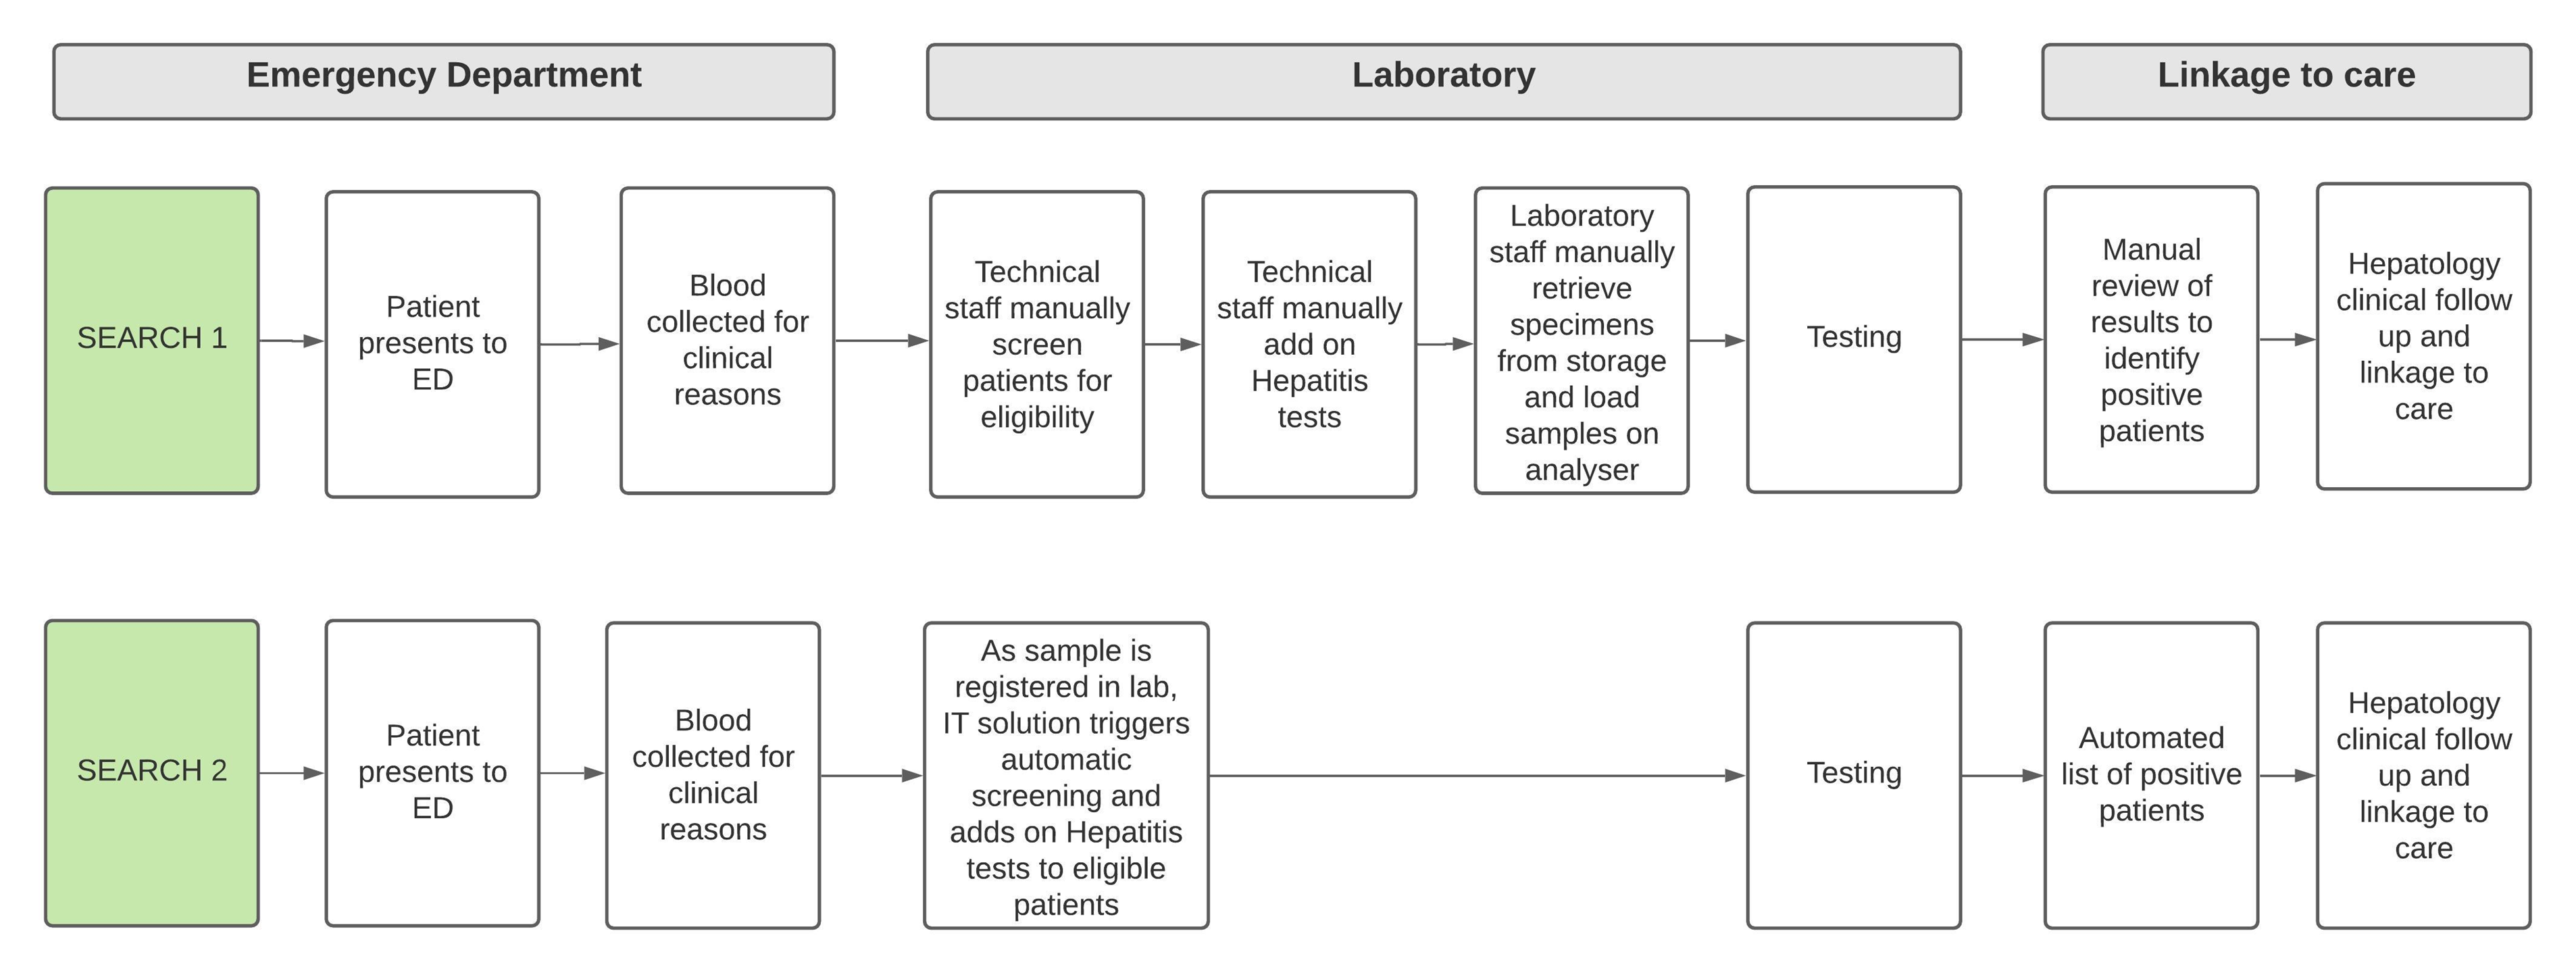 Emergency Department
Laboratory
Linkage to care
SEARCH 1
Patient
presents to
ED
Blood
collected for
clinical
reasons
Technical
staff manually
screen
patients for
eligibility
Technical
staff manually
add on
Hepatitis
tests
Laboratory
staff manually
retrieve
specimens
from storage
and load
samples on
analyser
Testing
Manual
review of
results to
identify
positive
patients
Hepatology
clinical follow
up and
linkage to
care
SEARCH 2
Patient
presents to
ED
Blood
collected for
clinical
reasons
As sample is
registered in lab,
IT solution triggers
automatic
screening and
adds on Hepatitis
tests to eligible
patients
Testing
Automated
list of positive
patients
Hepatology
clinical follow
up and
linkage to
care